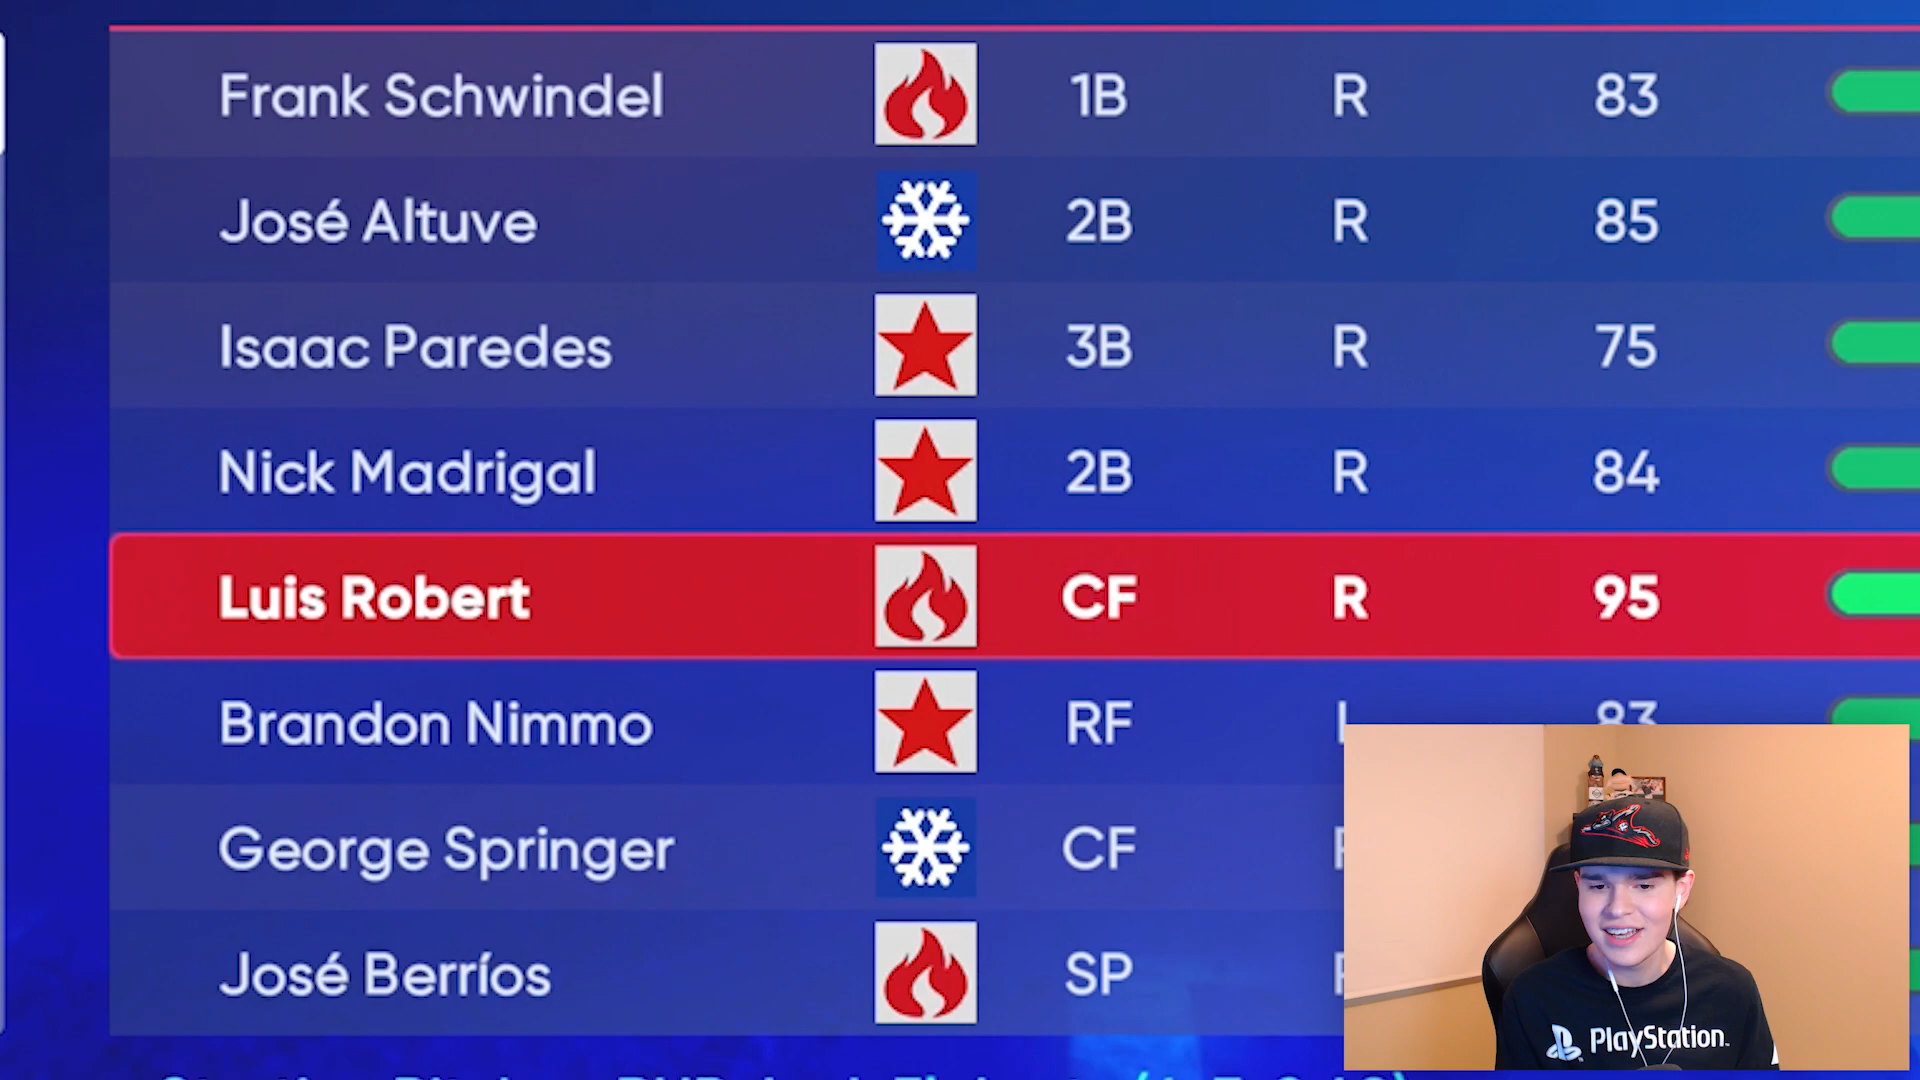 Frank Schwindel 1B R 83
José Altuve 2B R 85
Isaac Paredes 3B R 75
Nick Madrigal 2B R 84
Luis Robert CF R 95
Brandon Nimmo RF L 83
George Springer CF
José Berríos SP
PlayStation